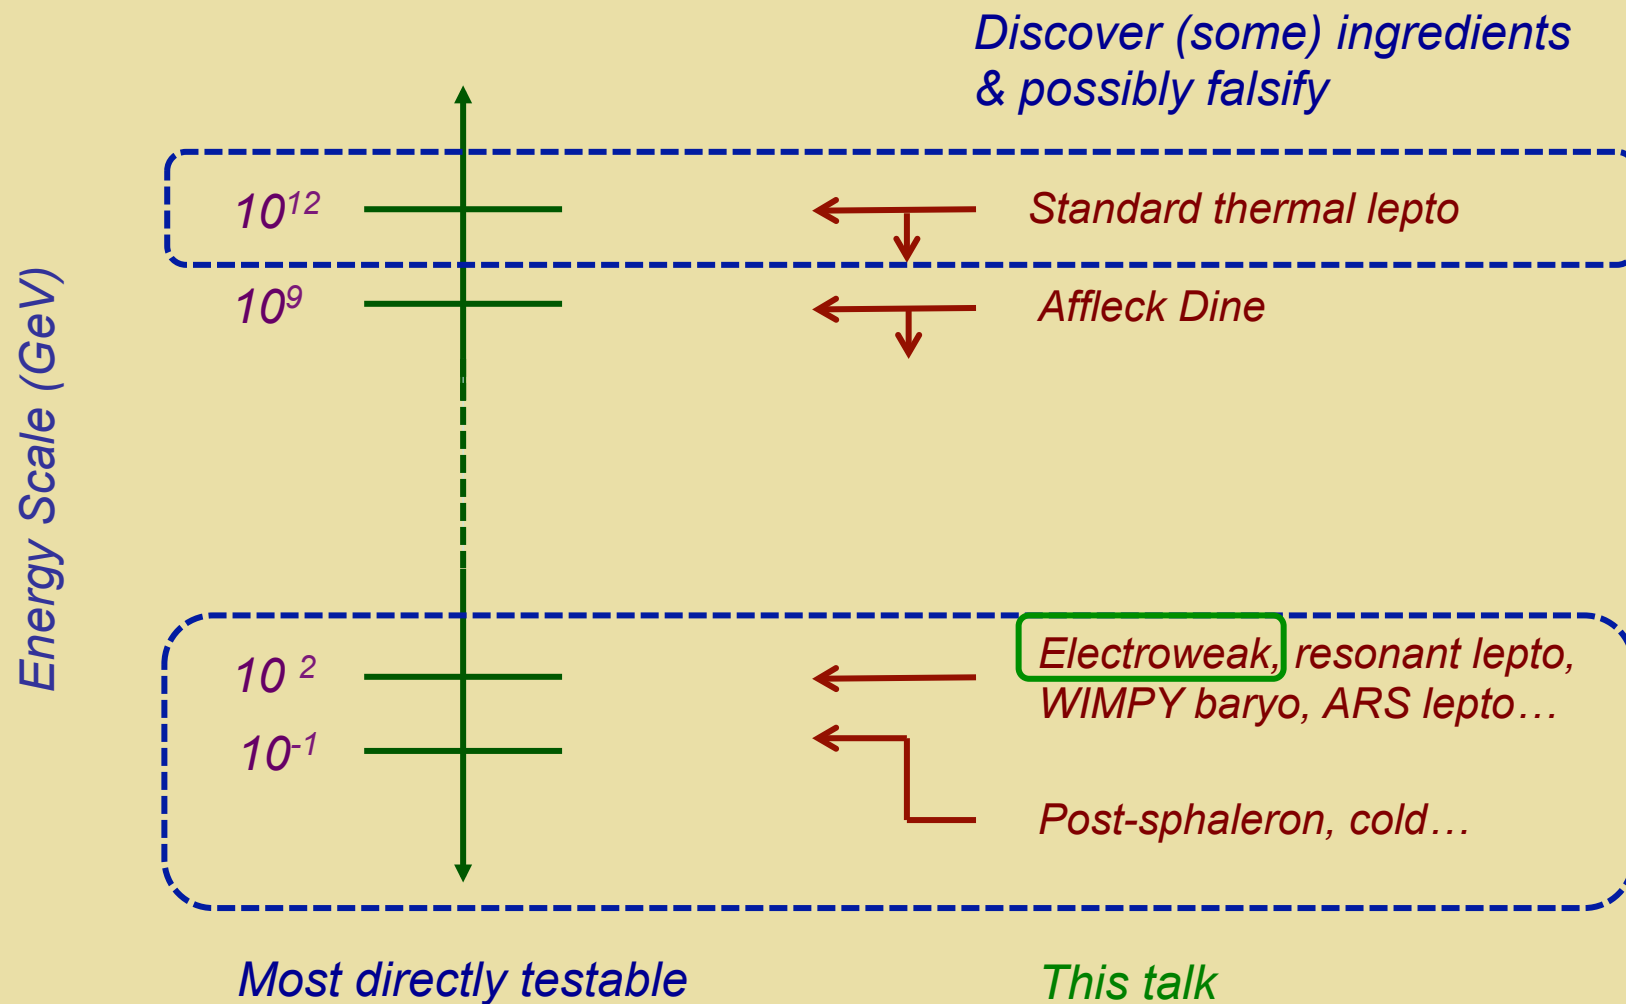 Discover (some) ingredients
& possibly falsify
Energy Scale (GeV)
10¹² Standard thermal lepto
10⁹ Affleck Dine
10 ² Electroweak, resonant lepto,
WIMPY baryo, ARS lepto…
10⁻¹
Post-sphaleron, cold…
Most directly testable
This talk